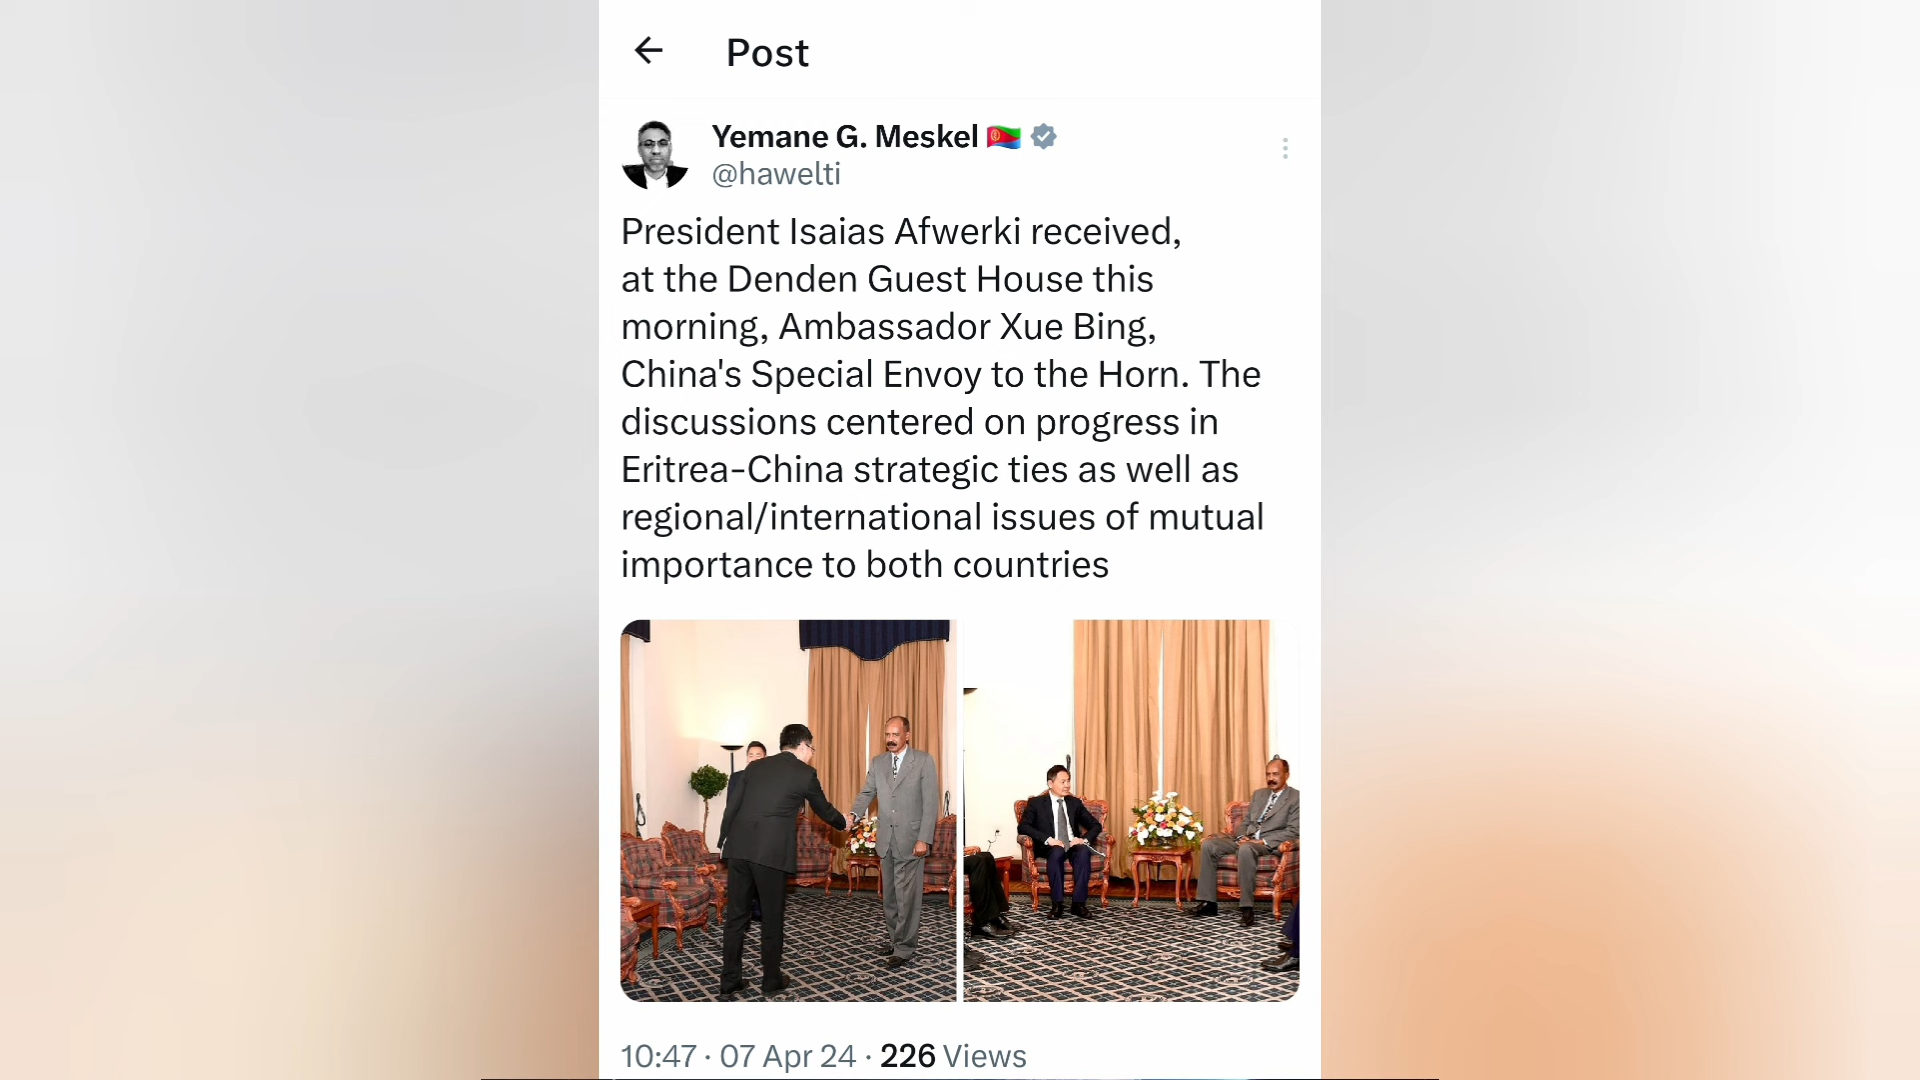 Post
Yemane G. Meskel 🇪🇷
@hawelti
President Isaias Afwerki received,
at the Denden Guest House this
morning, Ambassador Xue Bing,
China's Special Envoy to the Horn. The
discussions centered on progress in
Eritrea-China strategic ties as well as
regional/international issues of mutual
importance to both countries
10:47 · 07 Apr 24 · 226 Views